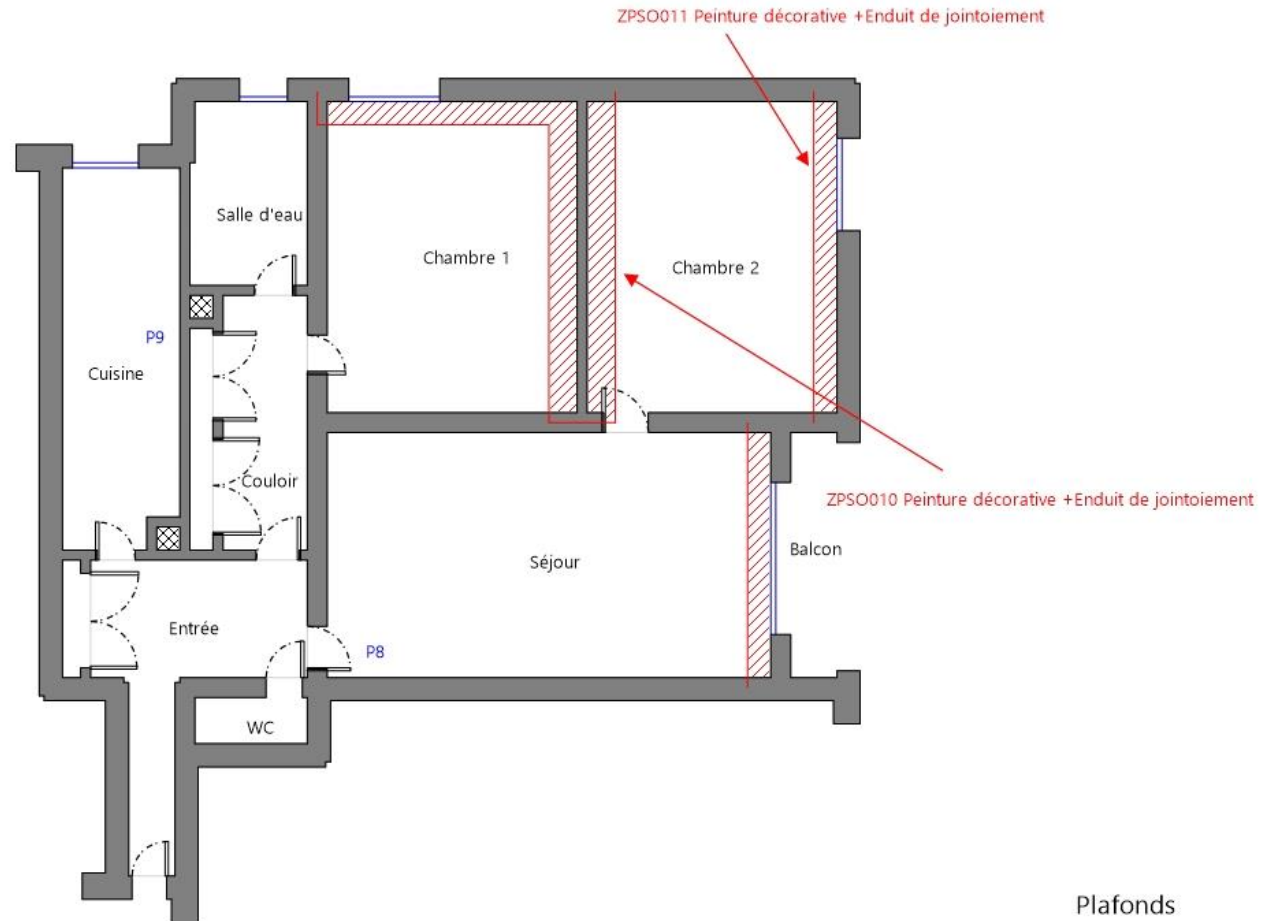 ZPSO011 Peinture décorative +Enduit de jointoiement
Salle d'eau
Chambre 1
Chambre 2
P9
Cuisine
Couloir
ZPSO010 Peinture décorative +Enduit de jointoiement
Balcon
Séjour
Entrée
P8
WC
Plafonds